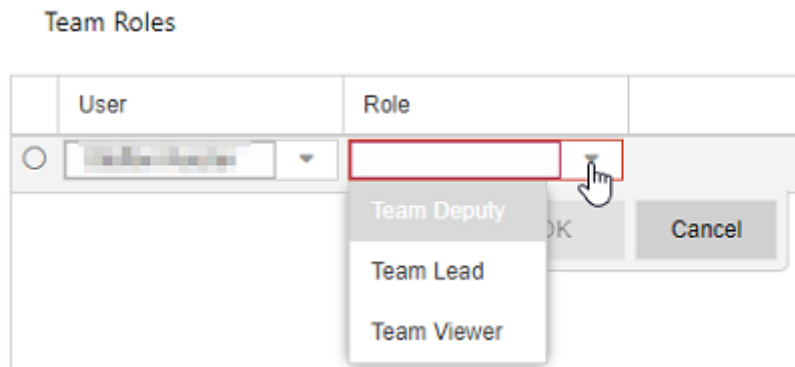 Team Roles
User Role
Team Deputy
Cancel
Team Lead
Team Viewer